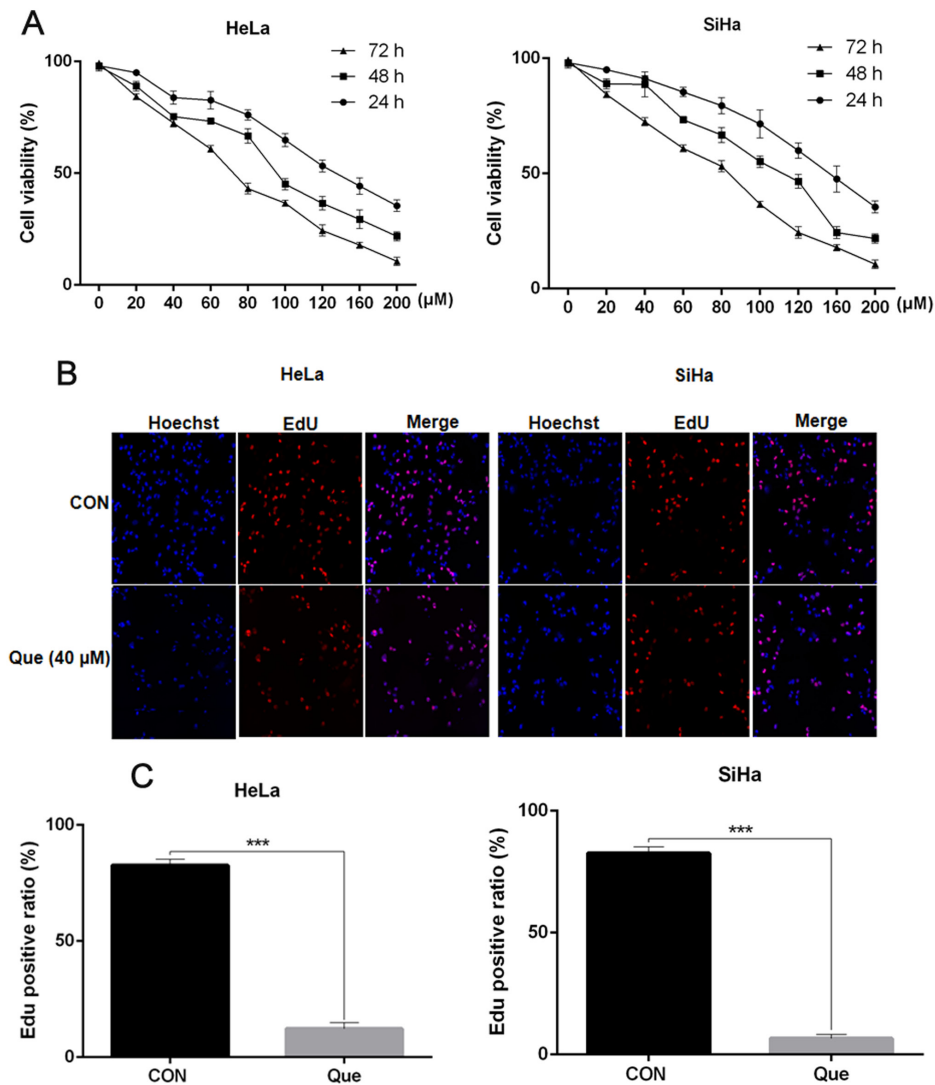 A
HeLa
72 h
48 h
24 h
Cell viability (%)
100
50
0
0 20 40 60 80 100 120 160 200 (μM)
SiHa
72 h
48 h
24 h
Cell viability (%)
100
50
0
0 20 40 60 80 100 120 160 200 (μM)
B
HeLa SiHa
Hoechst EdU Merge Hoechst EdU Merge
CON
Que (40 μM)
C
HeLa
Edu positive ratio (%)
100
50
0
***
CON Que
SiHa
Edu positive ratio (%)
100
50
0
***
CON Que